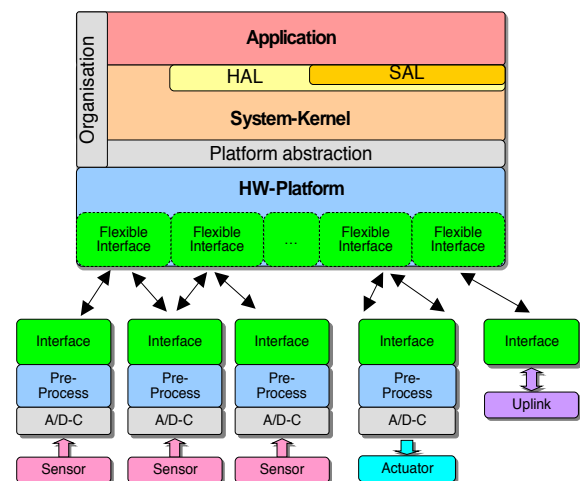 Organisation
Application
HAL
SAL
System-Kernel
Platform abstraction
HW-Platform
Flexible
Interface
Flexible
Interface
...
Flexible
Interface
Flexible
Interface
Interface
Interface
Interface
Interface
Interface
Pre-
Process
Pre-
Process
Pre-
Process
Pre-
Process
Uplink
A/D-C
A/D-C
A/D-C
A/D-C
Sensor
Sensor
Sensor
Actuator